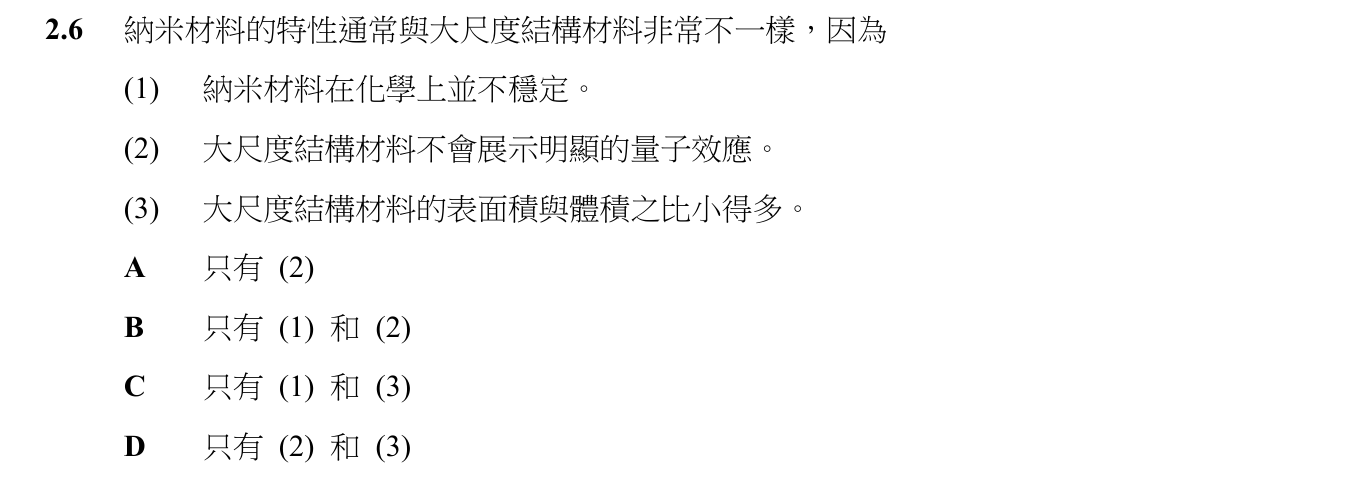 2.6 納米材料的特性通常與大尺度結構材料非常不一樣，因為
(1) 納米材料在化學上並不穩定。
(2) 大尺度結構材料不會展示明顯的量子效應。
(3) 大尺度結構材料的表面積與體積之比小得多。
A 只有 (2)
B 只有 (1) 和 (2)
C 只有 (1) 和 (3)
D 只有 (2) 和 (3)